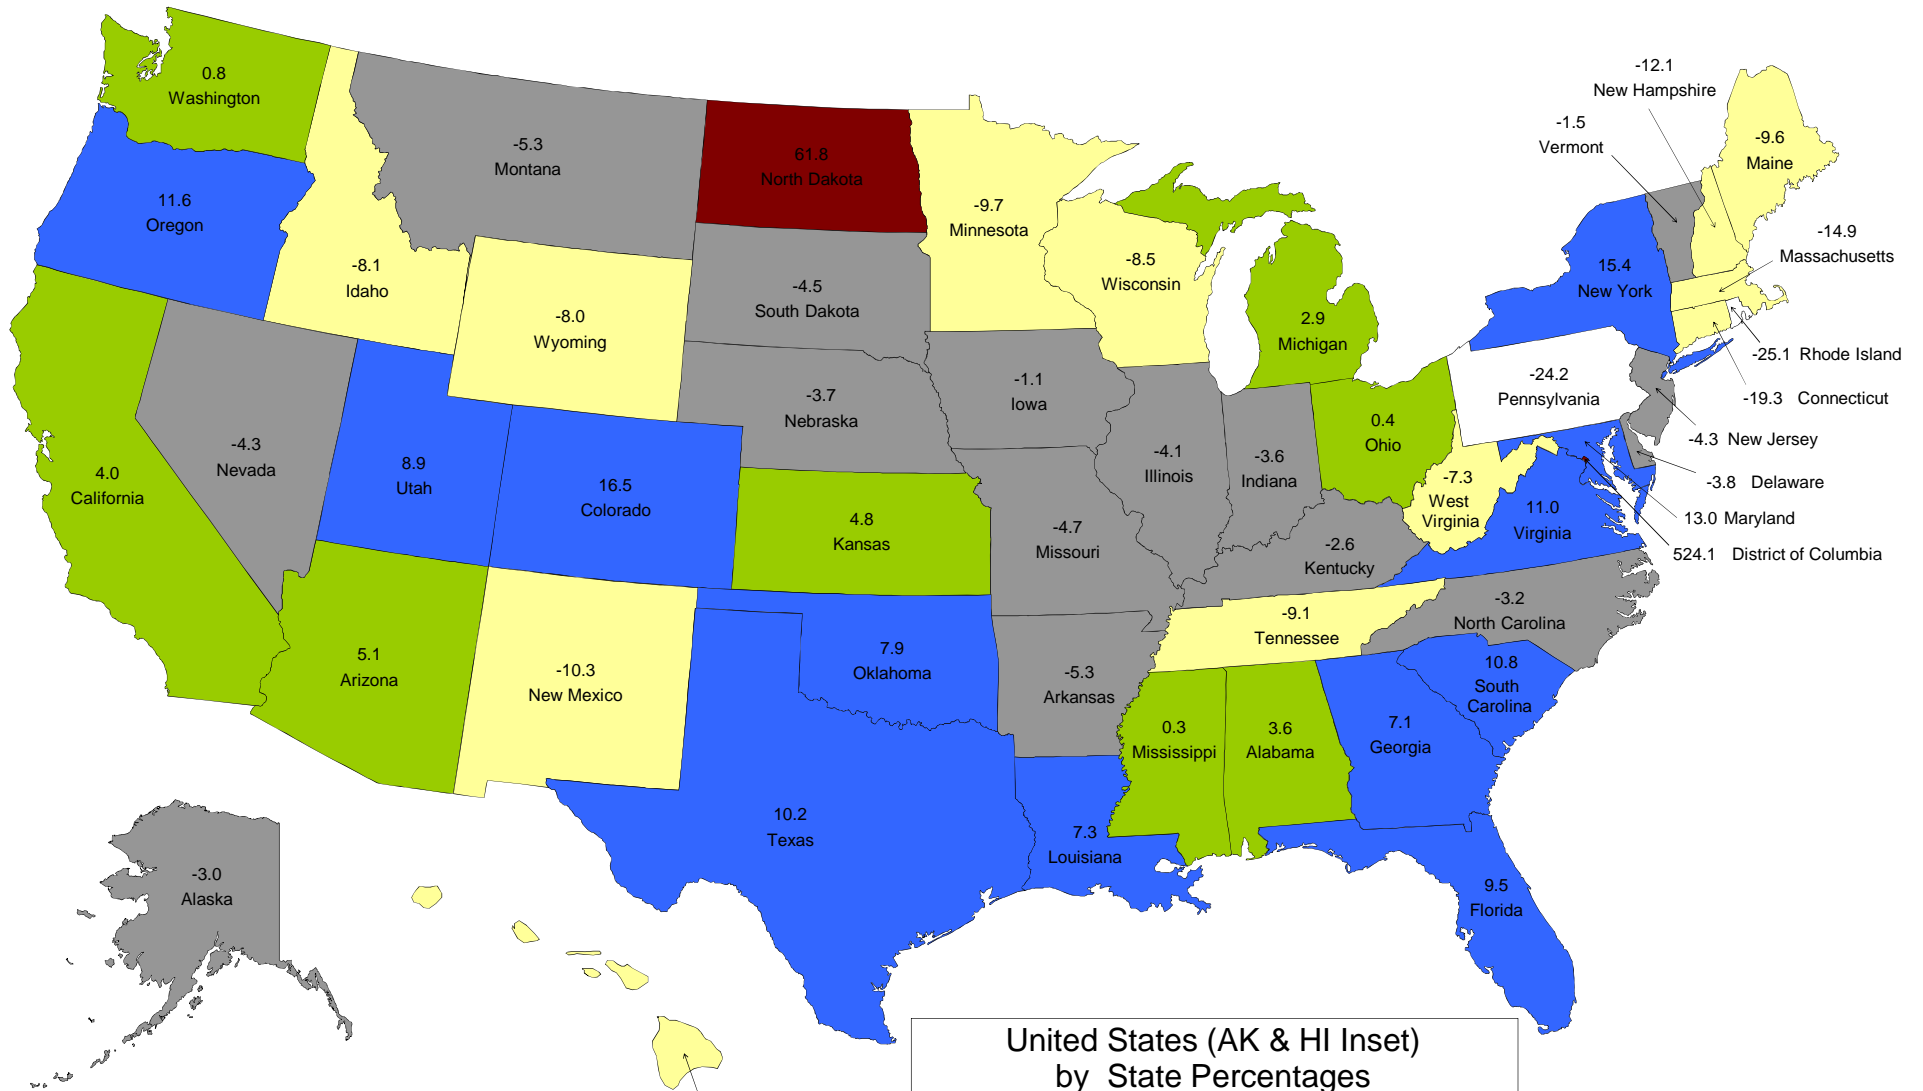 0.8
Washington
11.6
Oregon
4.0
California
-4.3
Nevada
-8.1
Idaho
-5.3
Montana
-8.0
Wyoming
8.9
Utah
16.5
Colorado
5.1
Arizona
-10.3
New Mexico
61.8
North Dakota
-4.5
South Dakota
-3.7
Nebraska
4.8
Kansas
7.9
Oklahoma
10.2
Texas
-9.7
Minnesota
-1.1
Iowa
-4.7
Missouri
-5.3
Arkansas
7.3
Louisiana
-8.5
Wisconsin
-4.1
Illinois
2.9
Michigan
-3.6
Indiana
0.4
Ohio
-2.6
Kentucky
-9.1
Tennessee
0.3
Mississippi
3.6
Alabama
7.1
Georgia
9.5
Florida
10.8
South
Carolina
-3.2
North Carolina
11.0
Virginia
-7.3
West
Virginia
-24.2
Pennsylvania
15.4
New York
-1.5
Vermont
-12.1
New Hampshire
-9.6
Maine
-14.9
Massachusetts
-25.1 Rhode Island
-19.3 Connecticut
-4.3 New Jersey
-3.8 Delaware
13.0 Maryland
524.1 District of Columbia
-3.0
Alaska
United States (AK & HI Inset)
by State Percentages